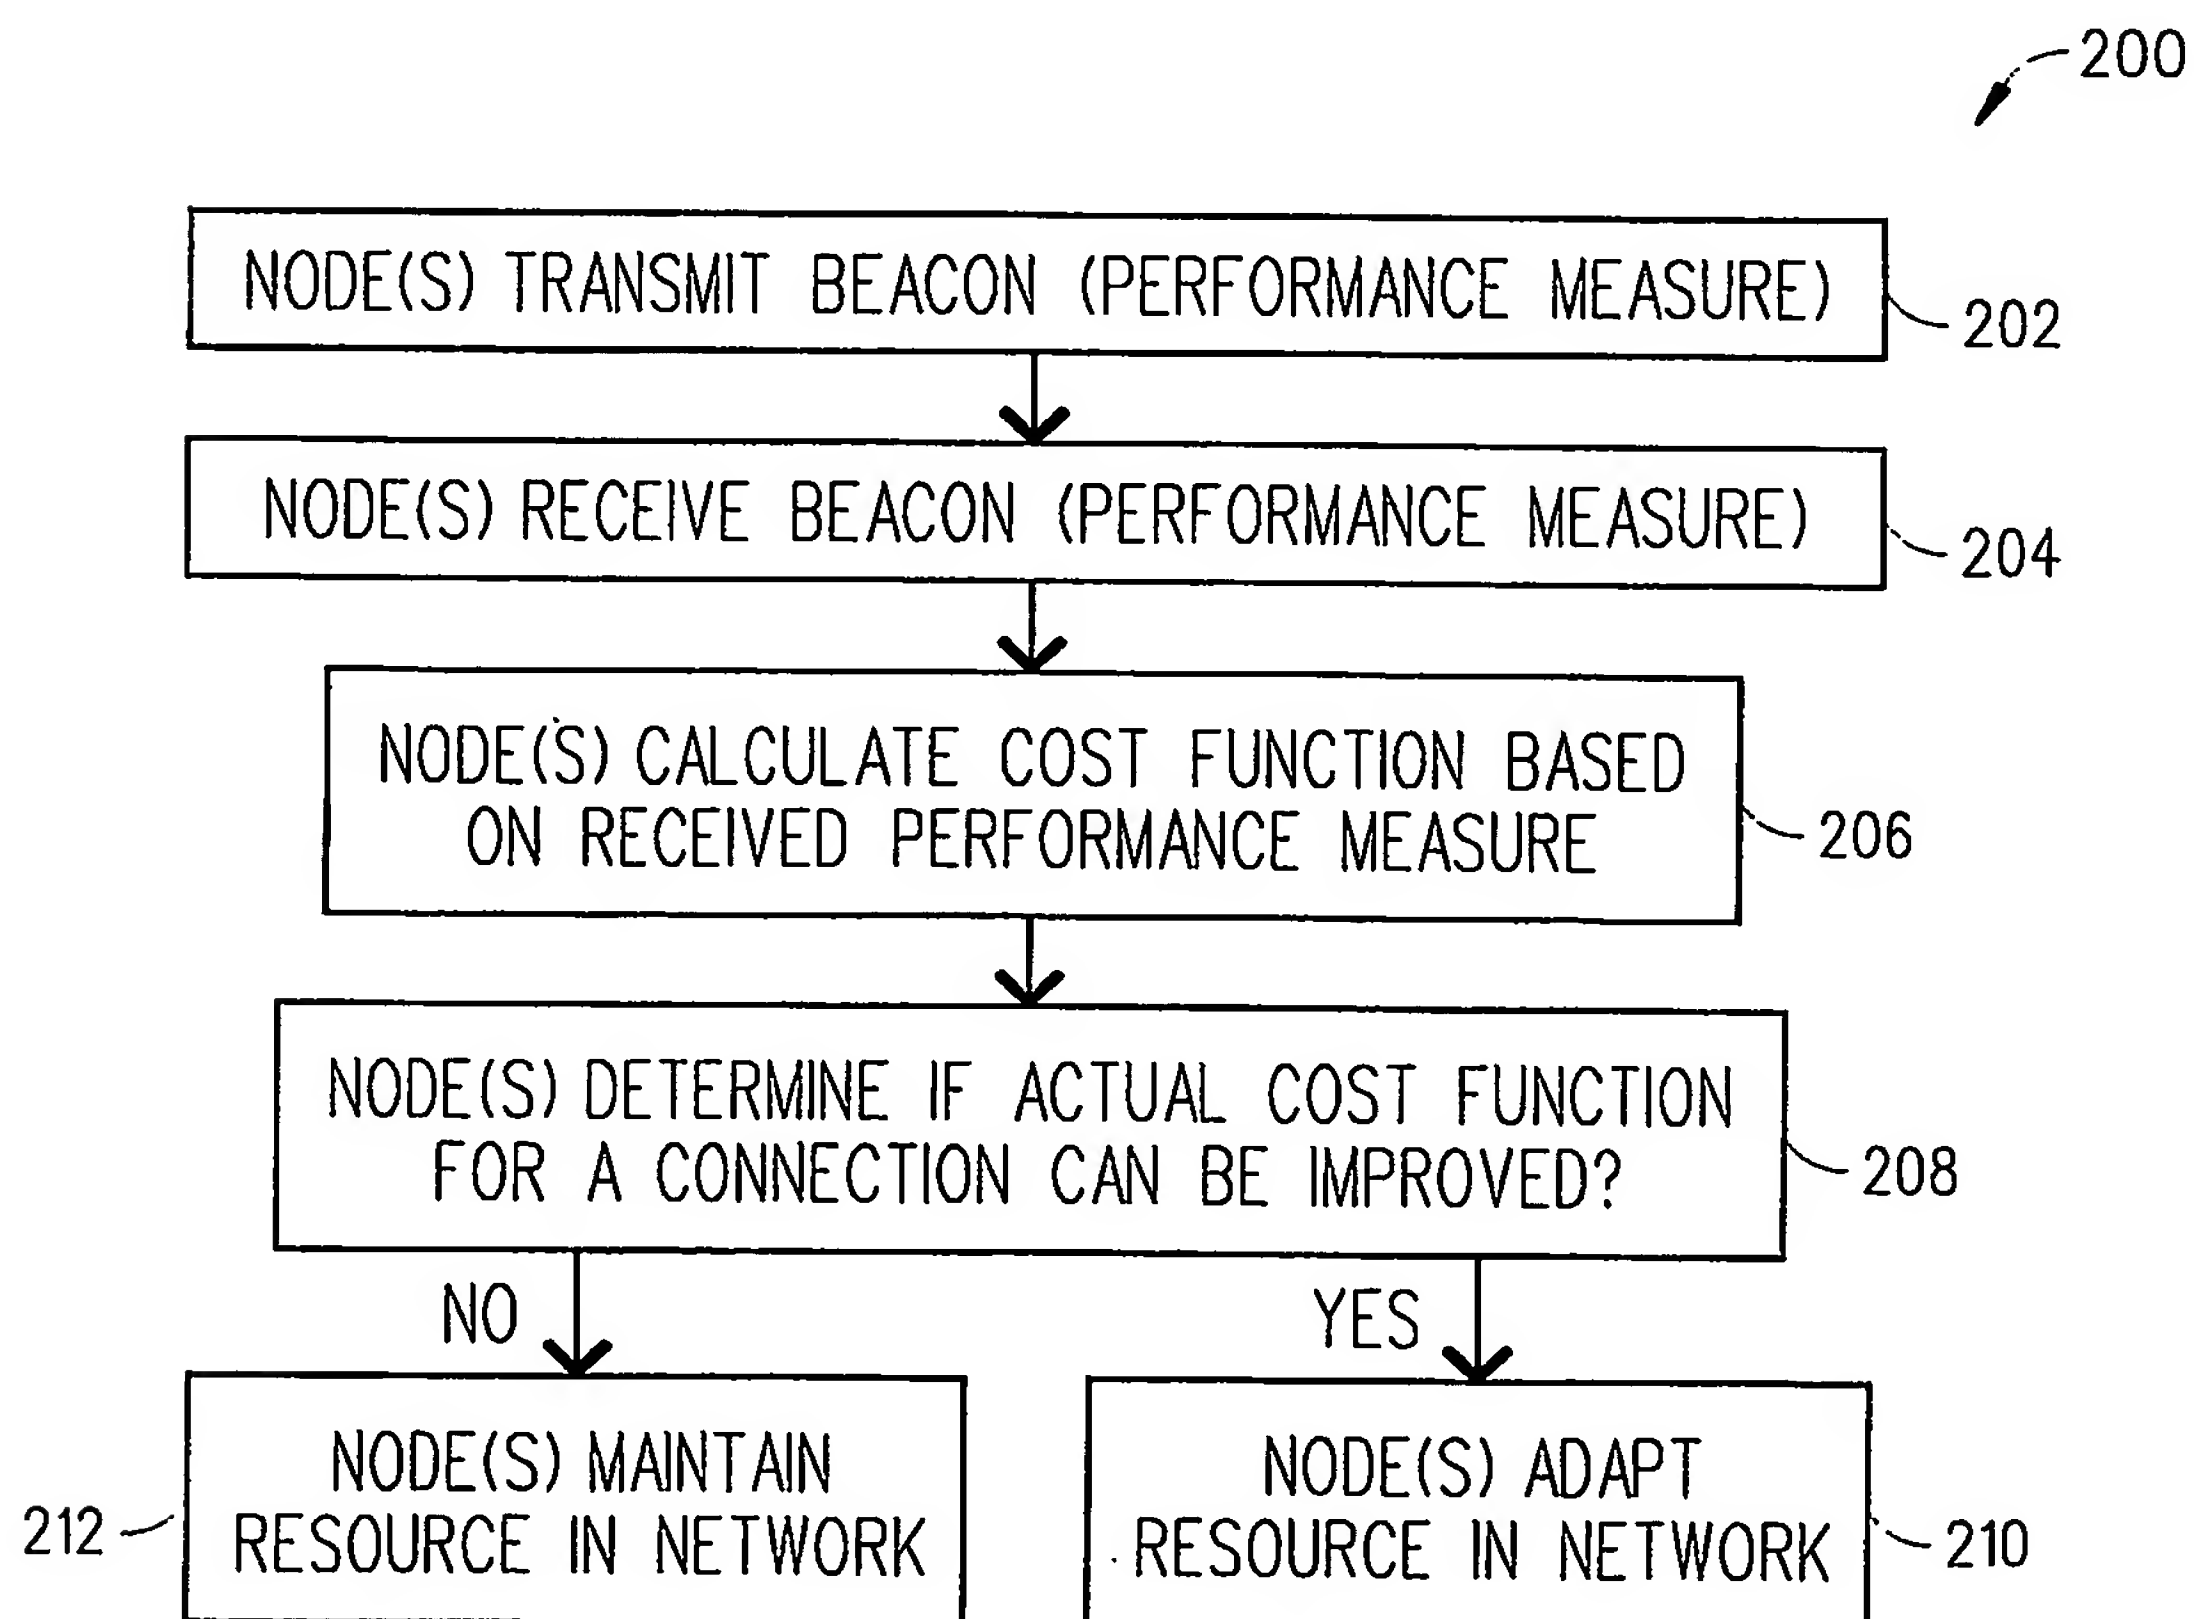 200
NODE(S) TRANSMIT BEACON (PERFORMANCE MEASURE)
202
NODE(S) RECEIVE BEACON (PERFORMANCE MEASURE)
204
NODE(S) CALCULATE COST FUNCTION BASED
ON RECEIVED PERFORMANCE MEASURE
206
NODE(S) DETERMINE IF ACTUAL COST FUNCTION
FOR A CONNECTION CAN BE IMPROVED?
208
NO
YES
NODE(S) MAINTAIN
RESOURCE IN NETWORK
212
NODE(S) ADAPT
RESOURCE IN NETWORK
210